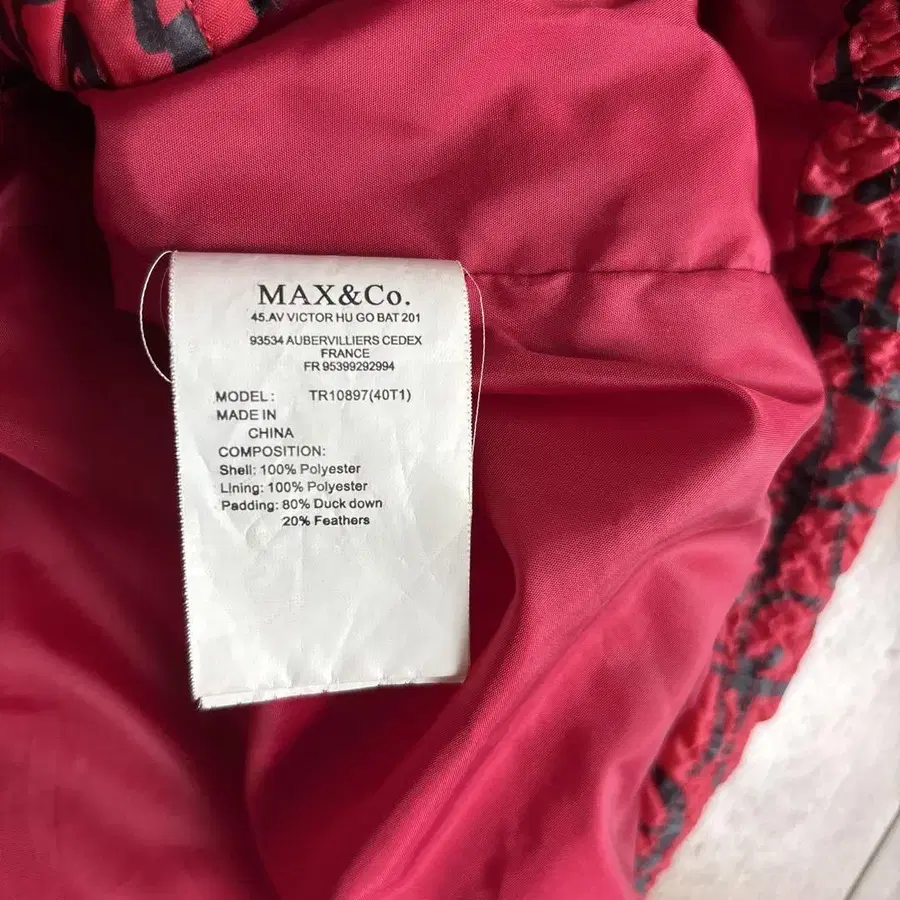 MAX&Co.
45.AV VICTOR HU GO BAT 201
93534 AUBERVILLIERS CEDEX
FRANCE
FR 95399292994
MODEL: TR10897(40T1)
MADE IN
CHINA
COMPOSITION:
Shell: 100% Polyester
Lining: 100% Polyester
Padding: 80% Duck down
20% Feathers